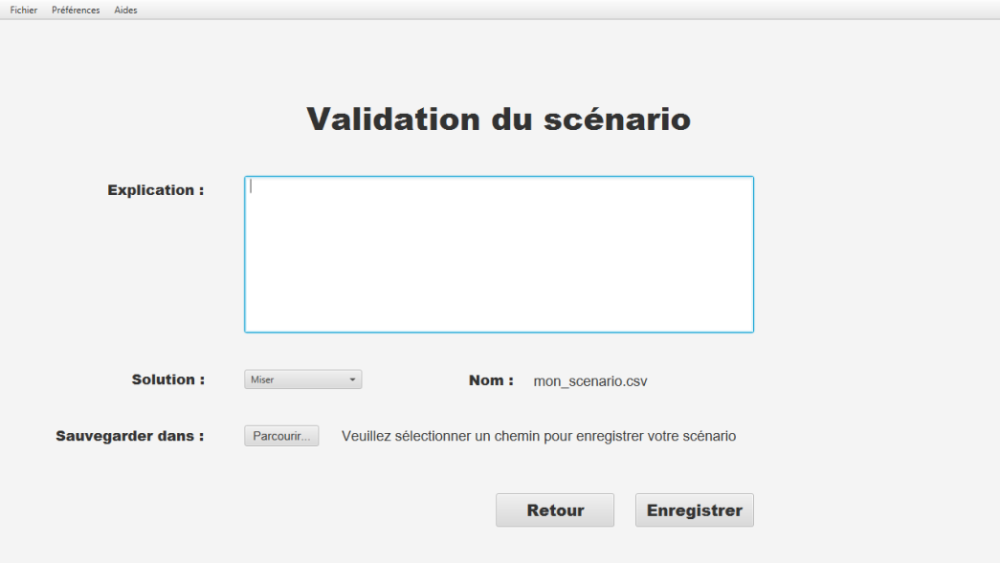 Fichier Préférences Aides
Validation du scénario
Explication :
Solution : Miser Nom : mon_scenario.csv
Sauvegarder dans : Parcourir... Veuillez sélectionner un chemin pour enregistrer votre scénario
Retour Enregistrer